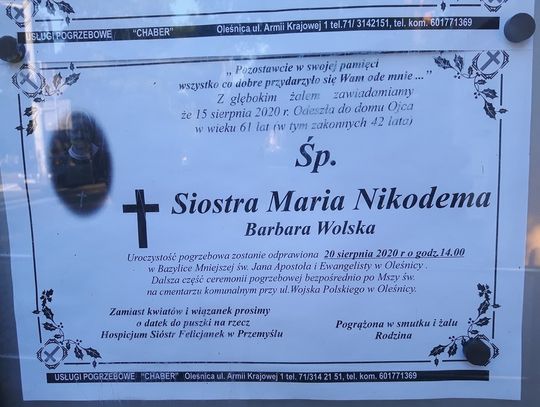 USŁUGI POGRZEBOWE "CHABER" Oleśnica ul. Armii Krajowej 1 tel.71/ 3142151, tel. kom. 601771369
„ Pozostawcie w swojej pamięci
wszystko co dobre przydarzyło się Wam ode mnie ..."
Z głębokim żalem zawiadamiamy
że 15 sierpnia 2020 r. Odeszła do domu Ojca
w wieku 61 lat (w tym zakonnych 42 lata)
Śp.
Siostra Maria Nikodema
Barbara Wolska
Uroczystość pogrzebowa zostanie odprawiona 20 sierpnia 2020 r o godz.14.00
w Bazylice Mniejszej św. Jana Apostoła i Ewangelisty w Oleśnicy .
Dalsza część ceremonii pogrzebowej bezpośrednio po Mszy św.
na cmentarzu komunalnym przy ul.Wojska Polskiego w Oleśnicy.
Zamiast kwiatów i wiązanek prosimy
o datek do puszki na rzecz
Hospicjum Sióstr Felicjanek w Przemyślu
Pogrążona w smutku i żalu
Rodzina
USŁUGI POGRZEBOWE "CHABER" Oleśnica ul. Armii Krajowej 1 tel. 71/314 21 51, tel. kom. 601771369